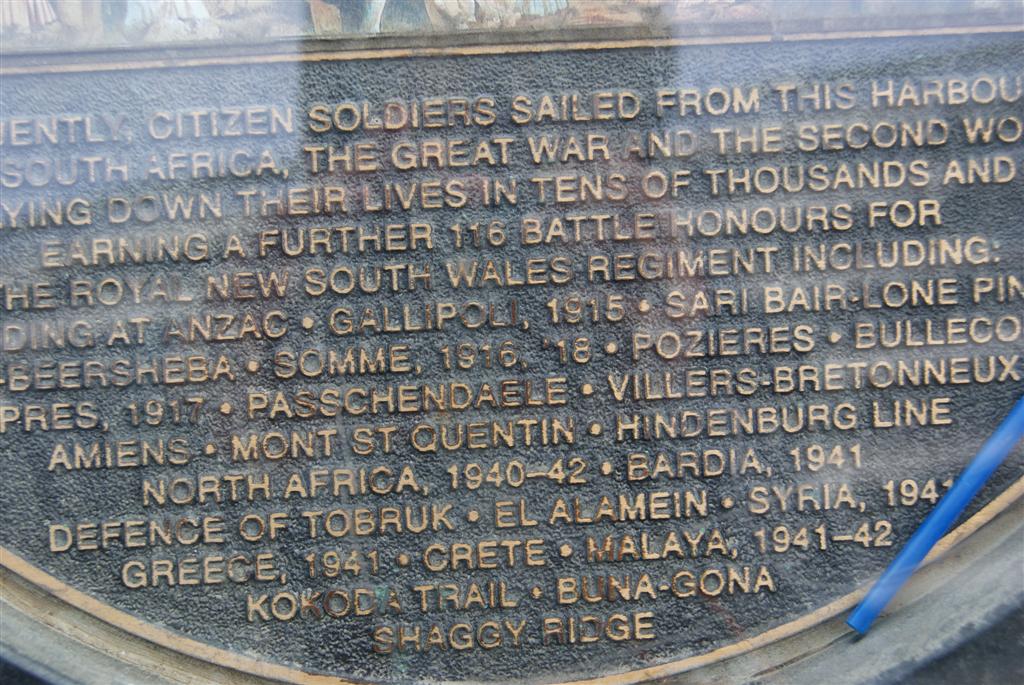 UENTLY, CITIZEN SOLDIERS SAILED FROM THIS HARBOU
SOUTH AFRICA, THE GREAT WAR AND THE SECOND WO
YING DOWN THEIR LIVES IN TENS OF THOUSANDS AND
EARNING A FURTHER 116 BATTLE HONOURS FOR
HE ROYAL NEW SOUTH WALES REGIMENT INCLUDING:
DING AT ANZAC • GALLIPOLI, 1915 • SARI BAIR-LONE PIN
-BEERSHEBA • SOMME, 1916, '18 • POZIERES • BULLECO
PRES, 1917 • PASSCHENDAELE • VILLERS-BRETONNEUX
AMIENS • MONT ST QUENTIN • HINDENBURG LINE
NORTH AFRICA, 1940-42 • BARDIA, 1941
DEFENCE OF TOBRUK • EL ALAMEIN • SYRIA, 1941
GREECE, 1941 • CRETE • MALAYA, 1941-42
KOKODA TRAIL • BUNA-GONA
SHAGGY RIDGE